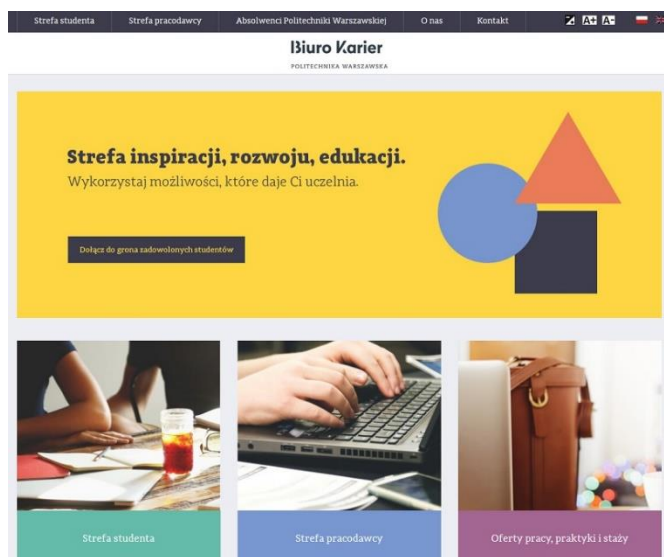 Strefa studenta
Strefa pracodawcy
Absolwenci Politechniki Warszawskiej
O nas
Kontakt
A+ A-
Biuro Karier
POLITECHNIKA WARSZAWSKA
Strefa inspiracji, rozwoju, edukacji.
Wykorzystaj możliwości, które daje Ci uczelnia.
Dołącz do grona zadowolonych studentów
Strefa studenta
Strefa pracodawcy
Oferty pracy, praktyki i staży